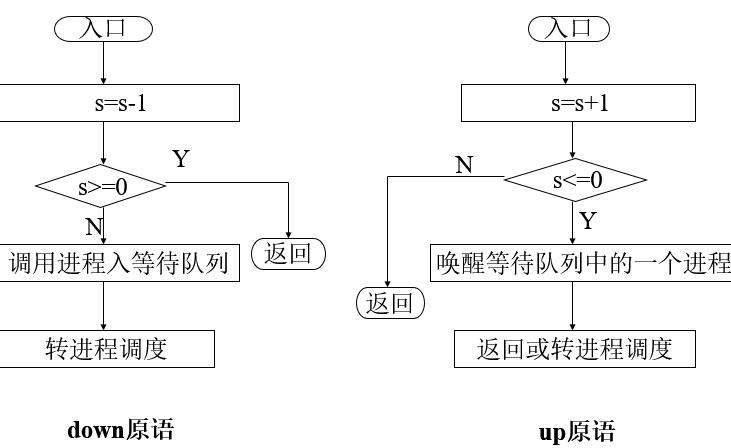 入口
s=s-1
s>=0
Y
N
返回
调用进程入等待队列
转进程调度
down原语
入口
s=s+1
s<=0
N
Y
返回
唤醒等待队列中的一个进程
返回或转进程调度
up原语